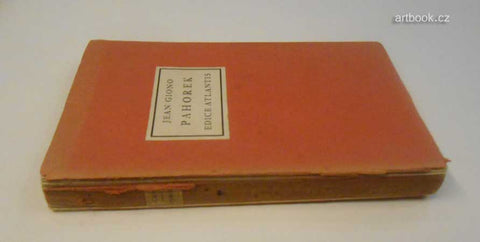 artbook.cz
JEAN GIONO
PAHOREK
EDICE ATLANTIS